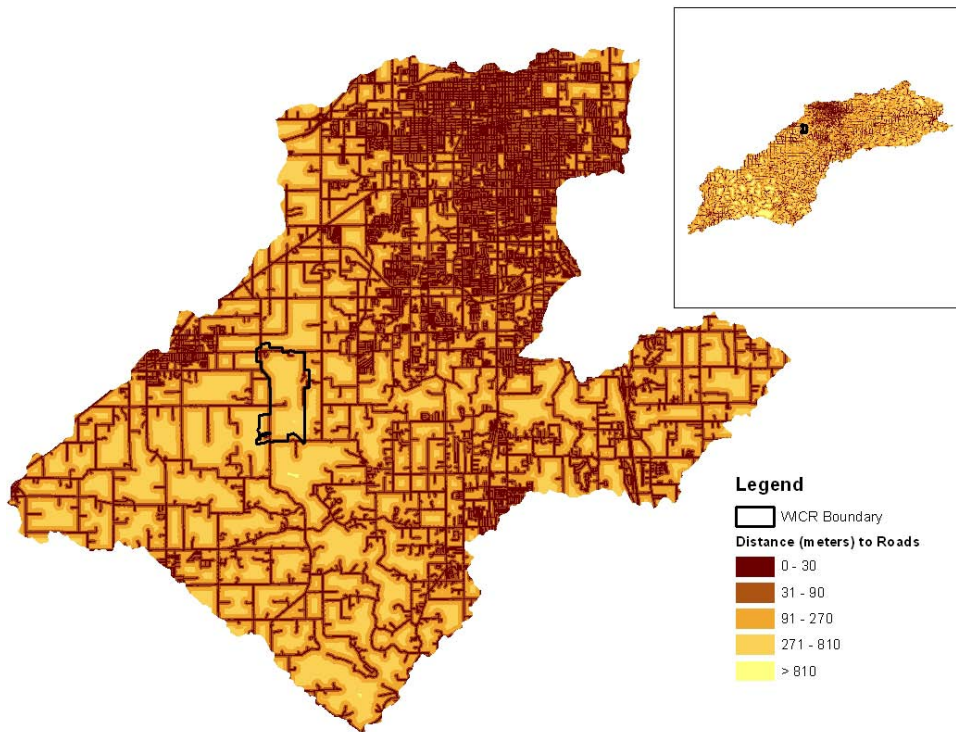 Legend
WICR Boundary
Distance (meters) to Roads
0 - 30
31 - 90
91 - 270
271 - 810
> 810